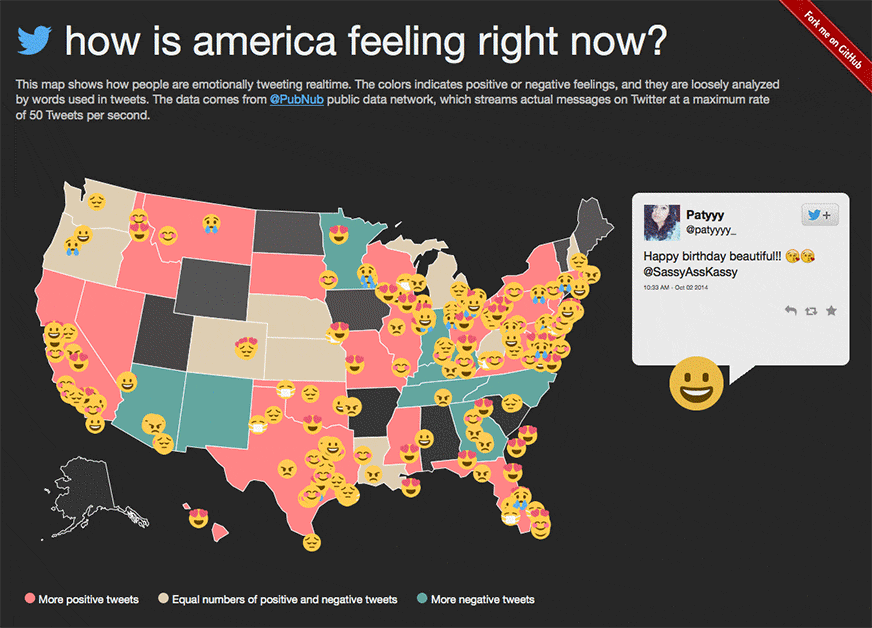 how is america feeling right now?
Fork me on GitHub
This map shows how people are emotionally tweeting realtime. The colors indicates positive or negative feelings, and they are loosely analyzed
by words used in tweets. The data comes from @PubNub public data network, which streams actual messages on Twitter at a maximum rate
of 50 Tweets per second.
Patyyy
@patyyyy_
Happy birthday beautiful!! 😘😘
@SassyAssKassy
10:33 AM - Oct 02 2014
More positive tweets
Equal numbers of positive and negative tweets
More negative tweets